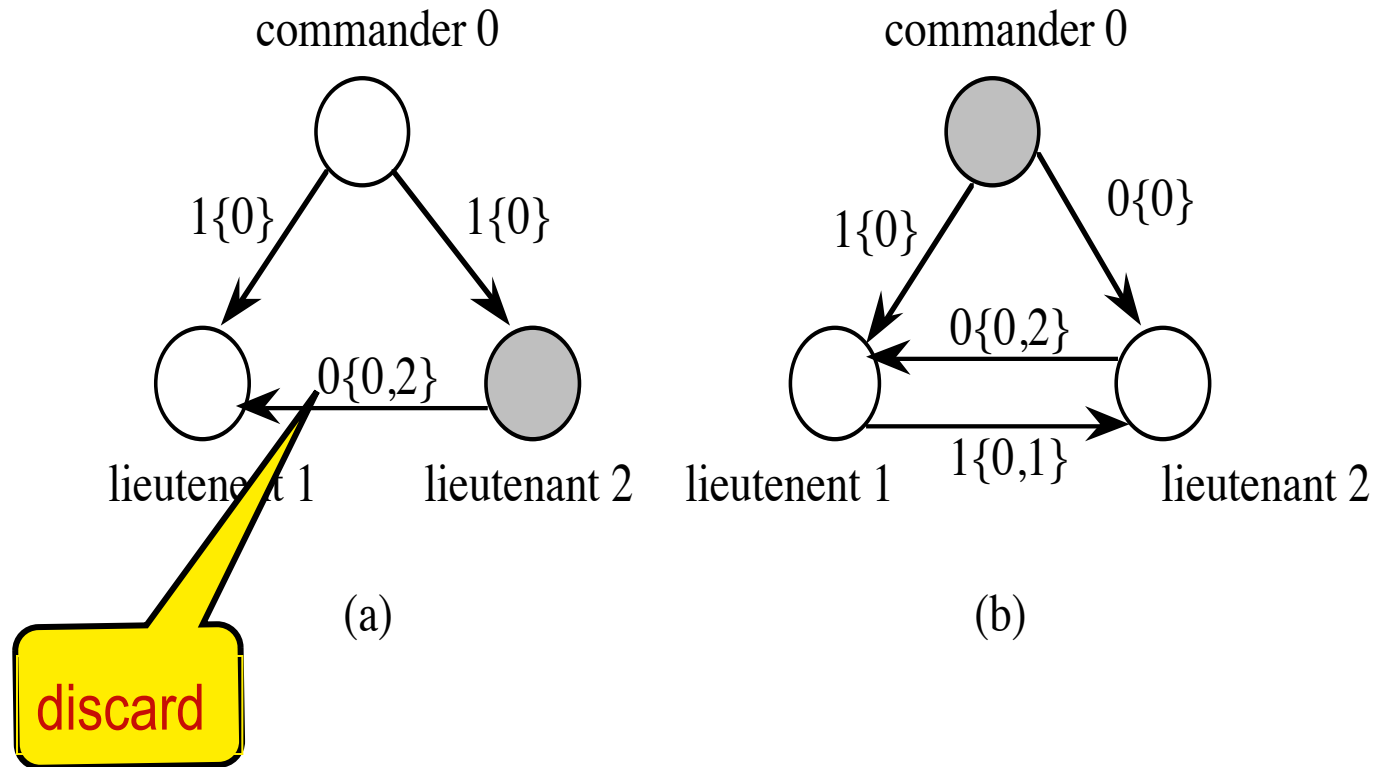 commander 0
1{0}
1{0}
0{0,2}
lieutenent 1
lieutenant 2
(a)
discard
commander 0
1{0}
0{0}
0{0,2}
1{0,1}
lieutenent 1
lieutenant 2
(b)